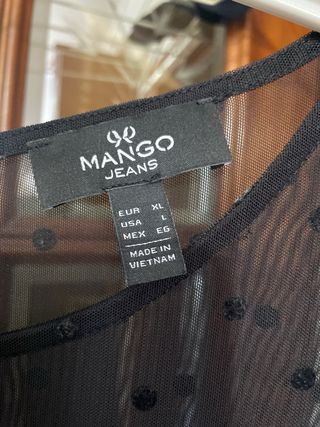 MANGO
JEANS
EUR XL
USA L
MEX EG
MADE IN
VIETNAM